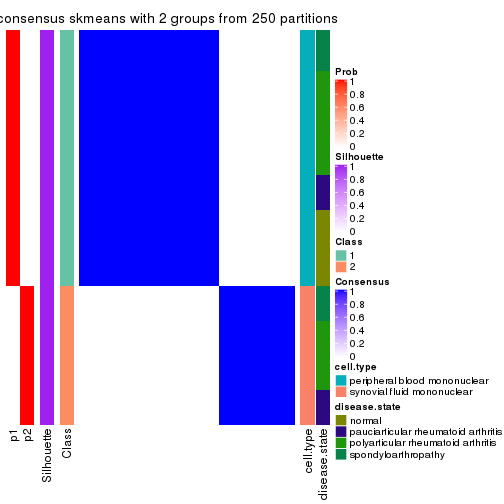 consensus skmeans with 2 groups from 250 partitions
Prob
1
0.8
0.6
0.4
0.2
0
Silhouette
1
0.8
0.6
0.4
0.2
0
Class
1
2
Consensus
1
0.8
0.6
0.4
0.2
0
cell.type
peripheral blood mononuclear
synovial fluid mononuclear
disease.state
normal
pauciarticular rheumatoid arthritis
polyarticular rheumatoid arthritis
spondyloarthropathy
p1
p2
Silhouette
Class
cell.type
disease.state